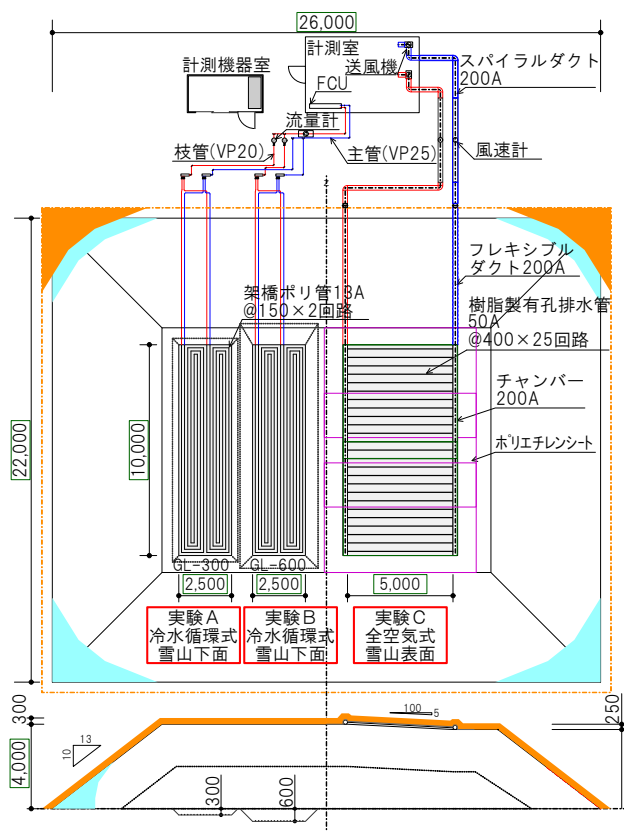 26,000
計測室
計測機器室
送風機
スパイラルダクト
200A
FCU
流量計
枝管(VP20)
主管(VP25)
風速計
z
フレキシブル
ダクト200A
架橋ポリ管13A
@150×2回路
樹脂製有孔排水管
50A
@400×25回路
チャンバー
200A
ポリエチレンシート
22,000
10,000
GL-300
GL-600
2,500
2,500
5,000
実験A
冷水循環式
雪山下面
実験B
冷水循環式
雪山下面
実験C
全空気式
雪山表面
300
100
5
250
13
10
4,000
300
600